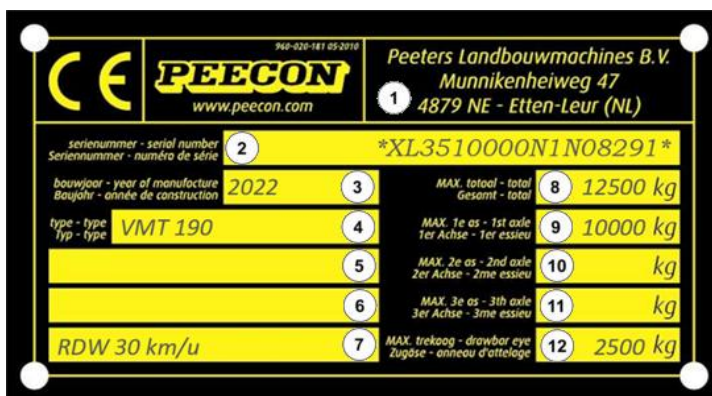 960-020-181 05-2010
CE
PEECON
www.peecon.com
Peeters Landbouwmachines B.V.
Munnikenheiweg 47
1 4879 NE - Etten-Leur (NL)
serienummer - serial number
Seriennummer - numéro de série
2 *XL3510000N1N08291*
bouwjaar - year of manufacture
Baujahr - année de construction
2022 3
MAX. totaal - total
Gesamt - total
8 12500 kg
type - type
Typ - type
VMT 190 4
MAX. 1e as - 1st axle
1er Achse - 1er essieu
9 10000 kg
5
MAX. 2e as - 2nd axle
2er Achse - 2me essieu
10 kg
6
MAX. 3e as - 3th axle
3er Achse - 3me essieu
11 kg
RDW 30 km/u 7
MAX. trekoog - drawbar eye
Zugöse - anneau d'attelage
12 2500 kg